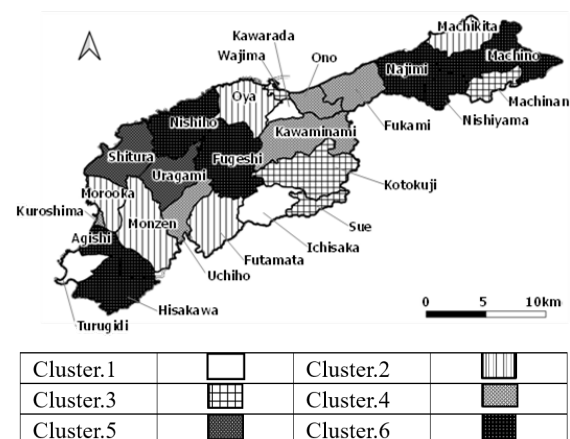 Machikita
Kawarada
Wajima
Ono
Machino
Najimi
Oya
Machinan
Nishiho
Fukami
Nishiyama
Kawaminami
Shitura
Fugeshi
Uragami
Kotokuji
Morooka
Kuroshima
Monzen
Sue
Agishi
Ichisaka
Futamata
Uchiho
Hisakawa
Turugidi
0 5 10km
Cluster.1 Cluster.2
Cluster.3 Cluster.4
Cluster.5 Cluster.6